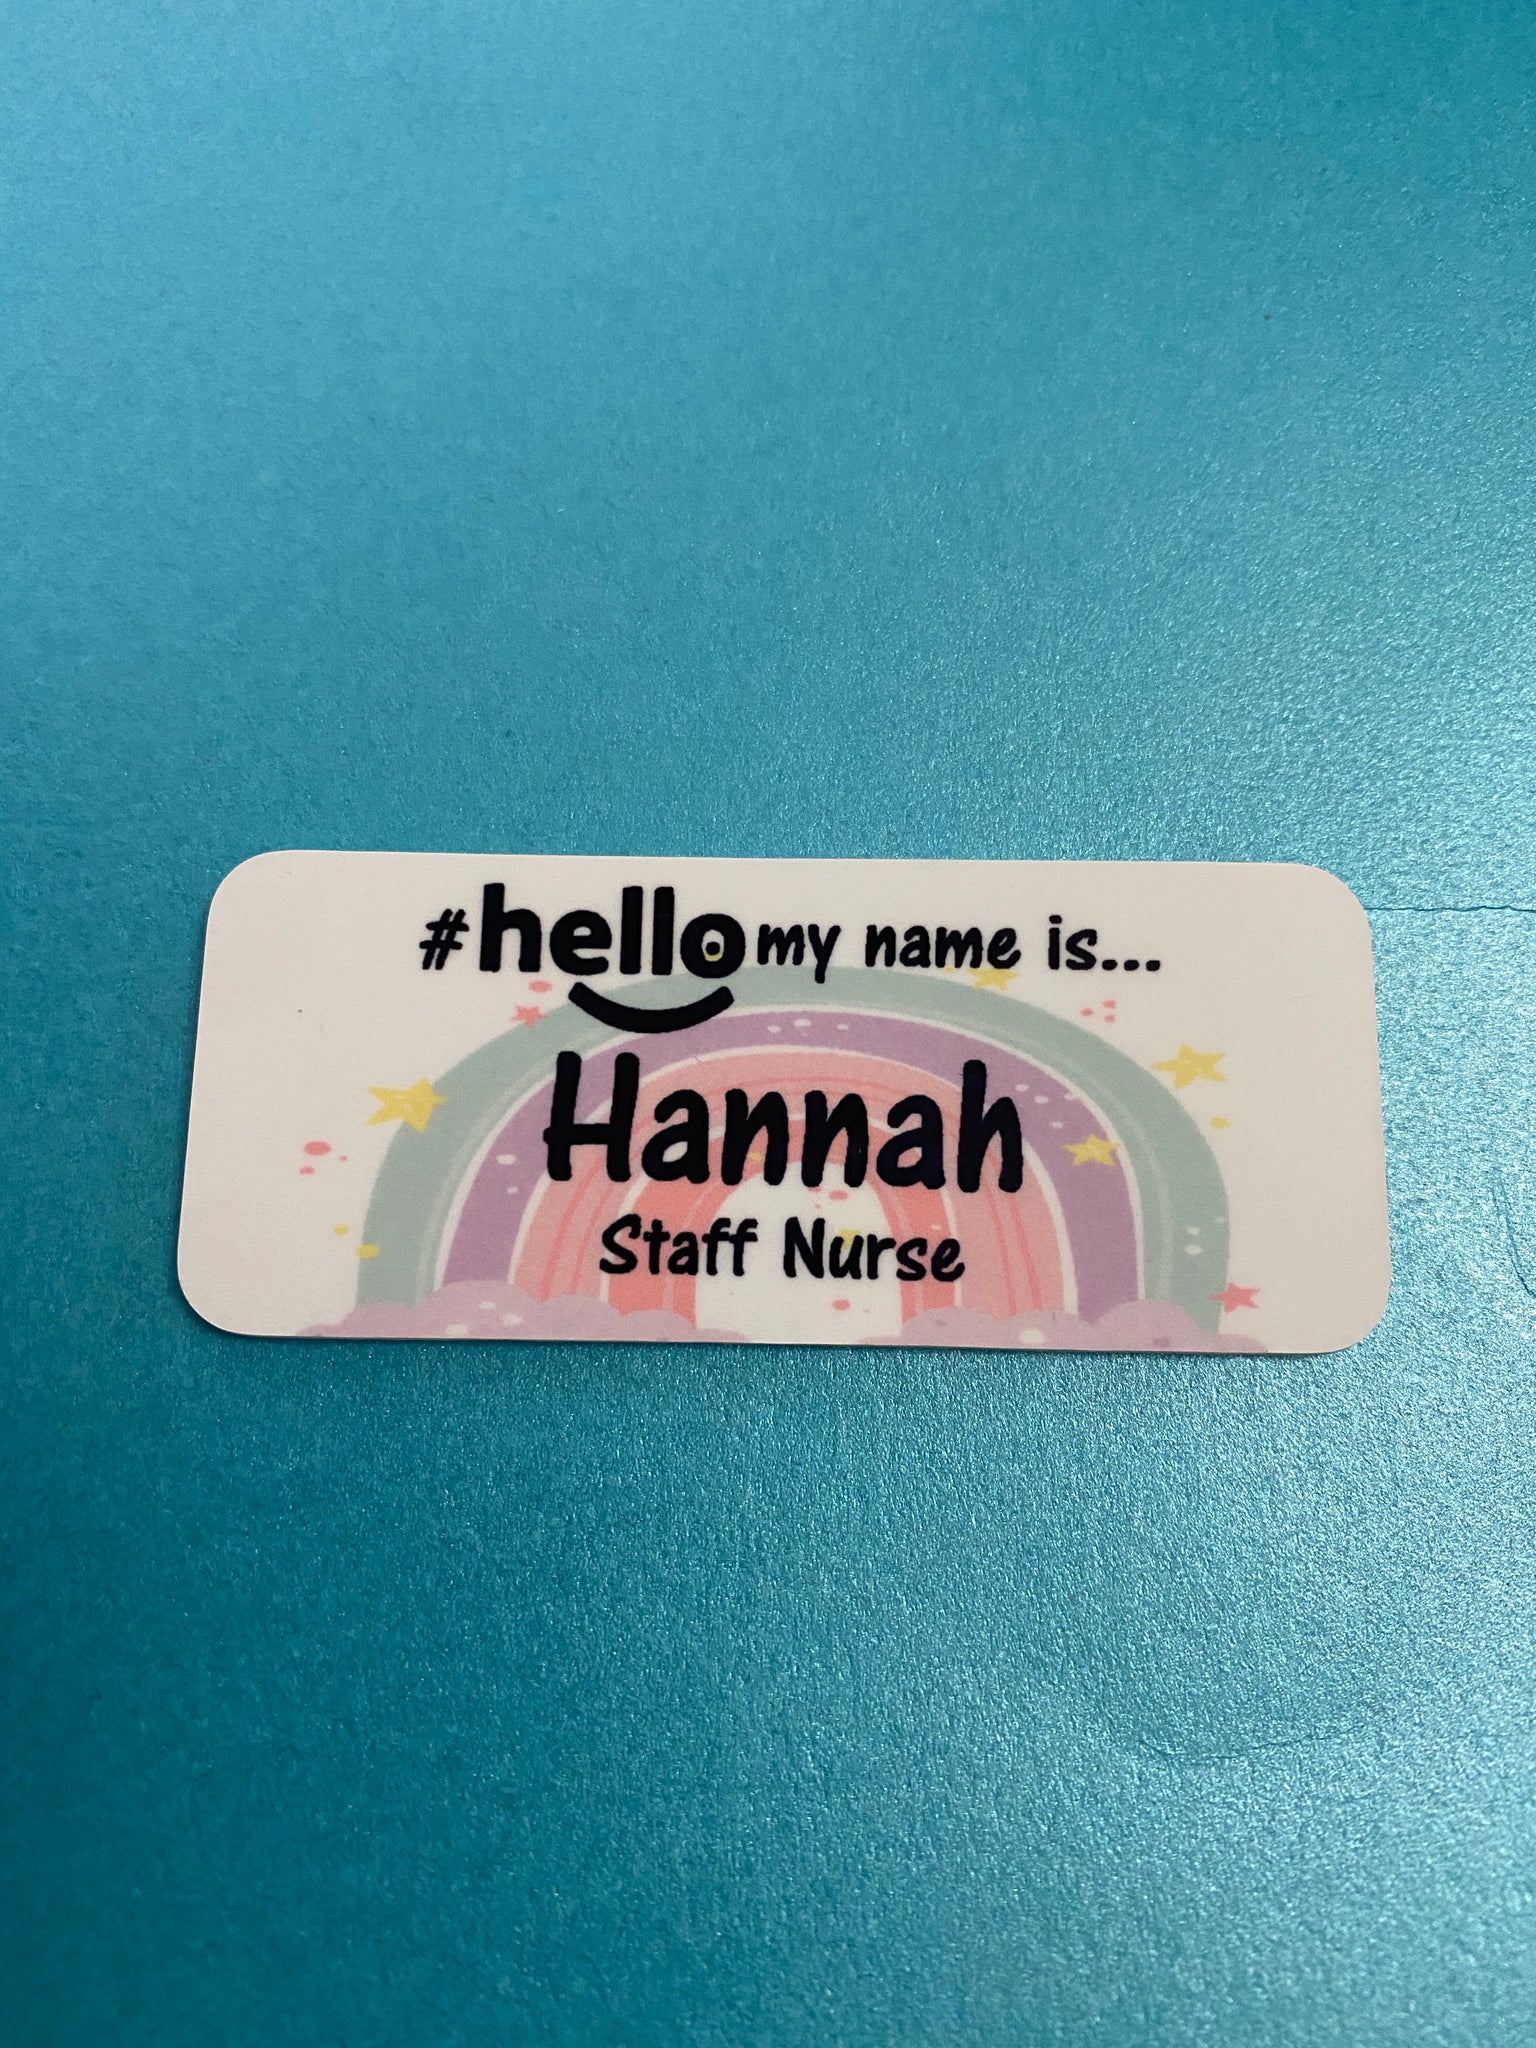 #hello my name is...
Hannah
Staff Nurse